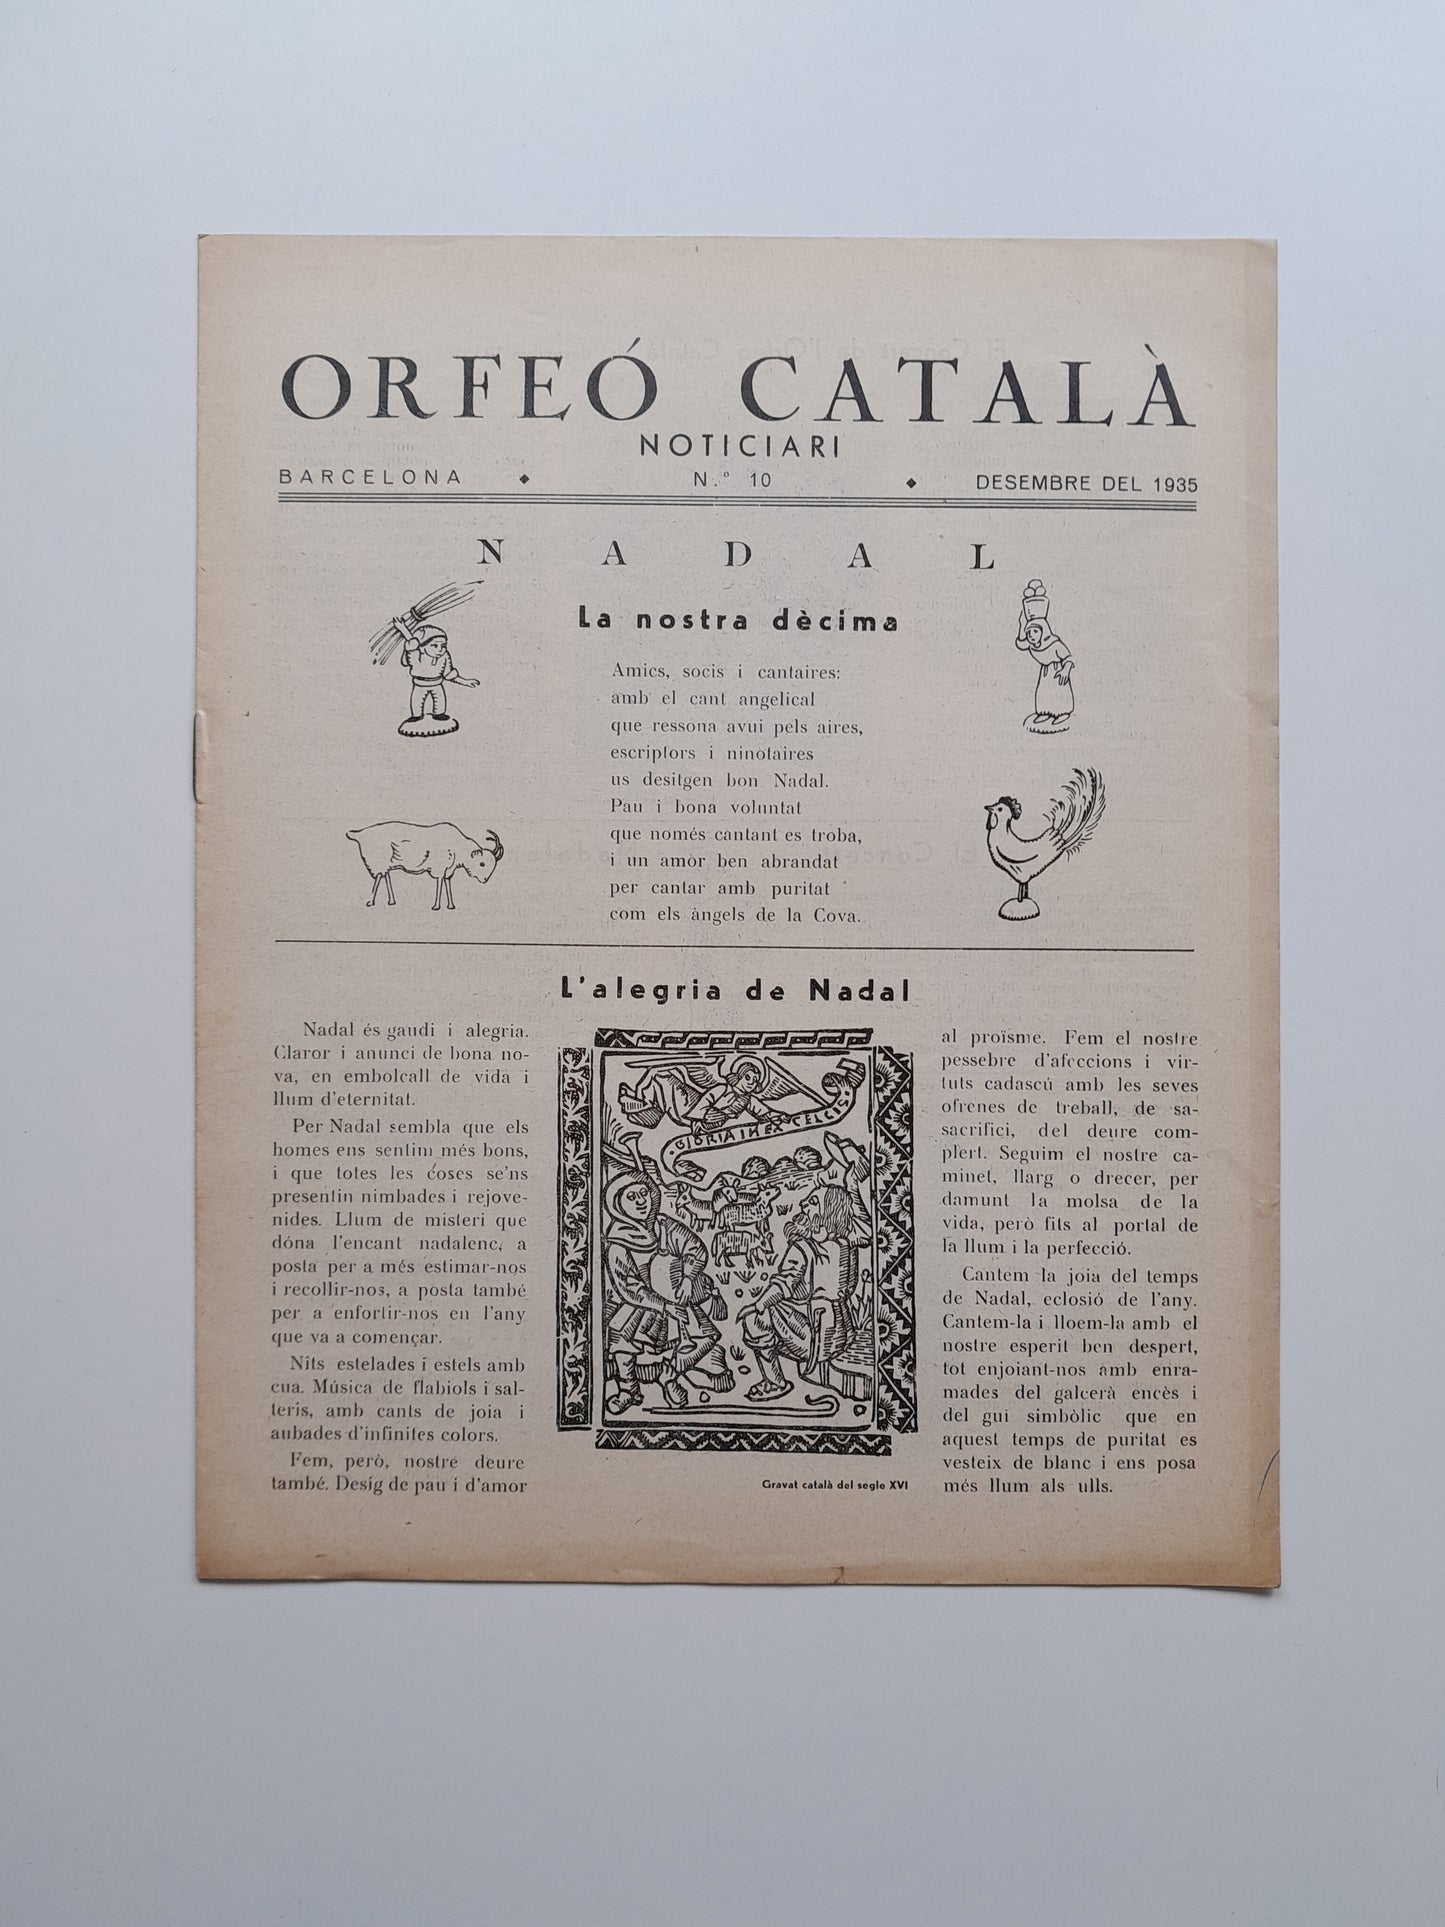 ORFEÓ CATALÀ
NOTICIARI
BARCELONA ◆ N.º 10 ◆ DESEMBRE DEL 1935
NADAL
La nostra dècima
Amics, socis i cantaires:
amb el cant angelical
que ressona avui pels aires,
escriptors i ninotaires
us desitgen bon Nadal.
Pau i bona voluntat
que només cantant es troba,
i un amor ben abrandat
per cantar amb puritat
com els àngels de la Cova.
L'alegria de Nadal
Nadal és gaudi i alegria.
Claror i anunci de bona no-
va, en embolcall de vida i
llum d'eternitat.
Per Nadal sembla que els
homes ens sentim més bons,
i que totes les coses se'ns
presentin nimbades i rejove-
nides. Llum de misteri que
dóna l'encant nadalenc, a
posta per a més estimar-nos
i recollir-nos, a posta també
per a enfortir-nos en l'any
que va a començar.
Nits estelades i estels amb
cua. Música de flabiols i sal-
teris, amb cants de joia i
aubades d'infinites colors.
Fem, però, nostre deure
també. Desig de pau i d'amor
GLORIA IN EX CELCIS
Gravat català del segle XVI
al proïsme. Fem el nostre
pessebre d'afeccions i vir-
tuts cadascú amb les seves
ofrenes de treball, de sa-
sacrifici, del deure com-
plert. Seguim el nostre ca-
minet, llarg o drecer, per
damunt la molsa de la
vida, però fits al portal de
la llum i la perfecció.
Cantem la joia del temps
de Nadal, eclosió de l'any.
Cantem-la i lloem-la amb el
nostre esperit ben despert,
tot enjoiant-nos amb enra-
mades del galcerà encès i
del gui simbòlic que en
aquest temps de puritat es
vesteix de blanc i ens posa
més llum als ulls.